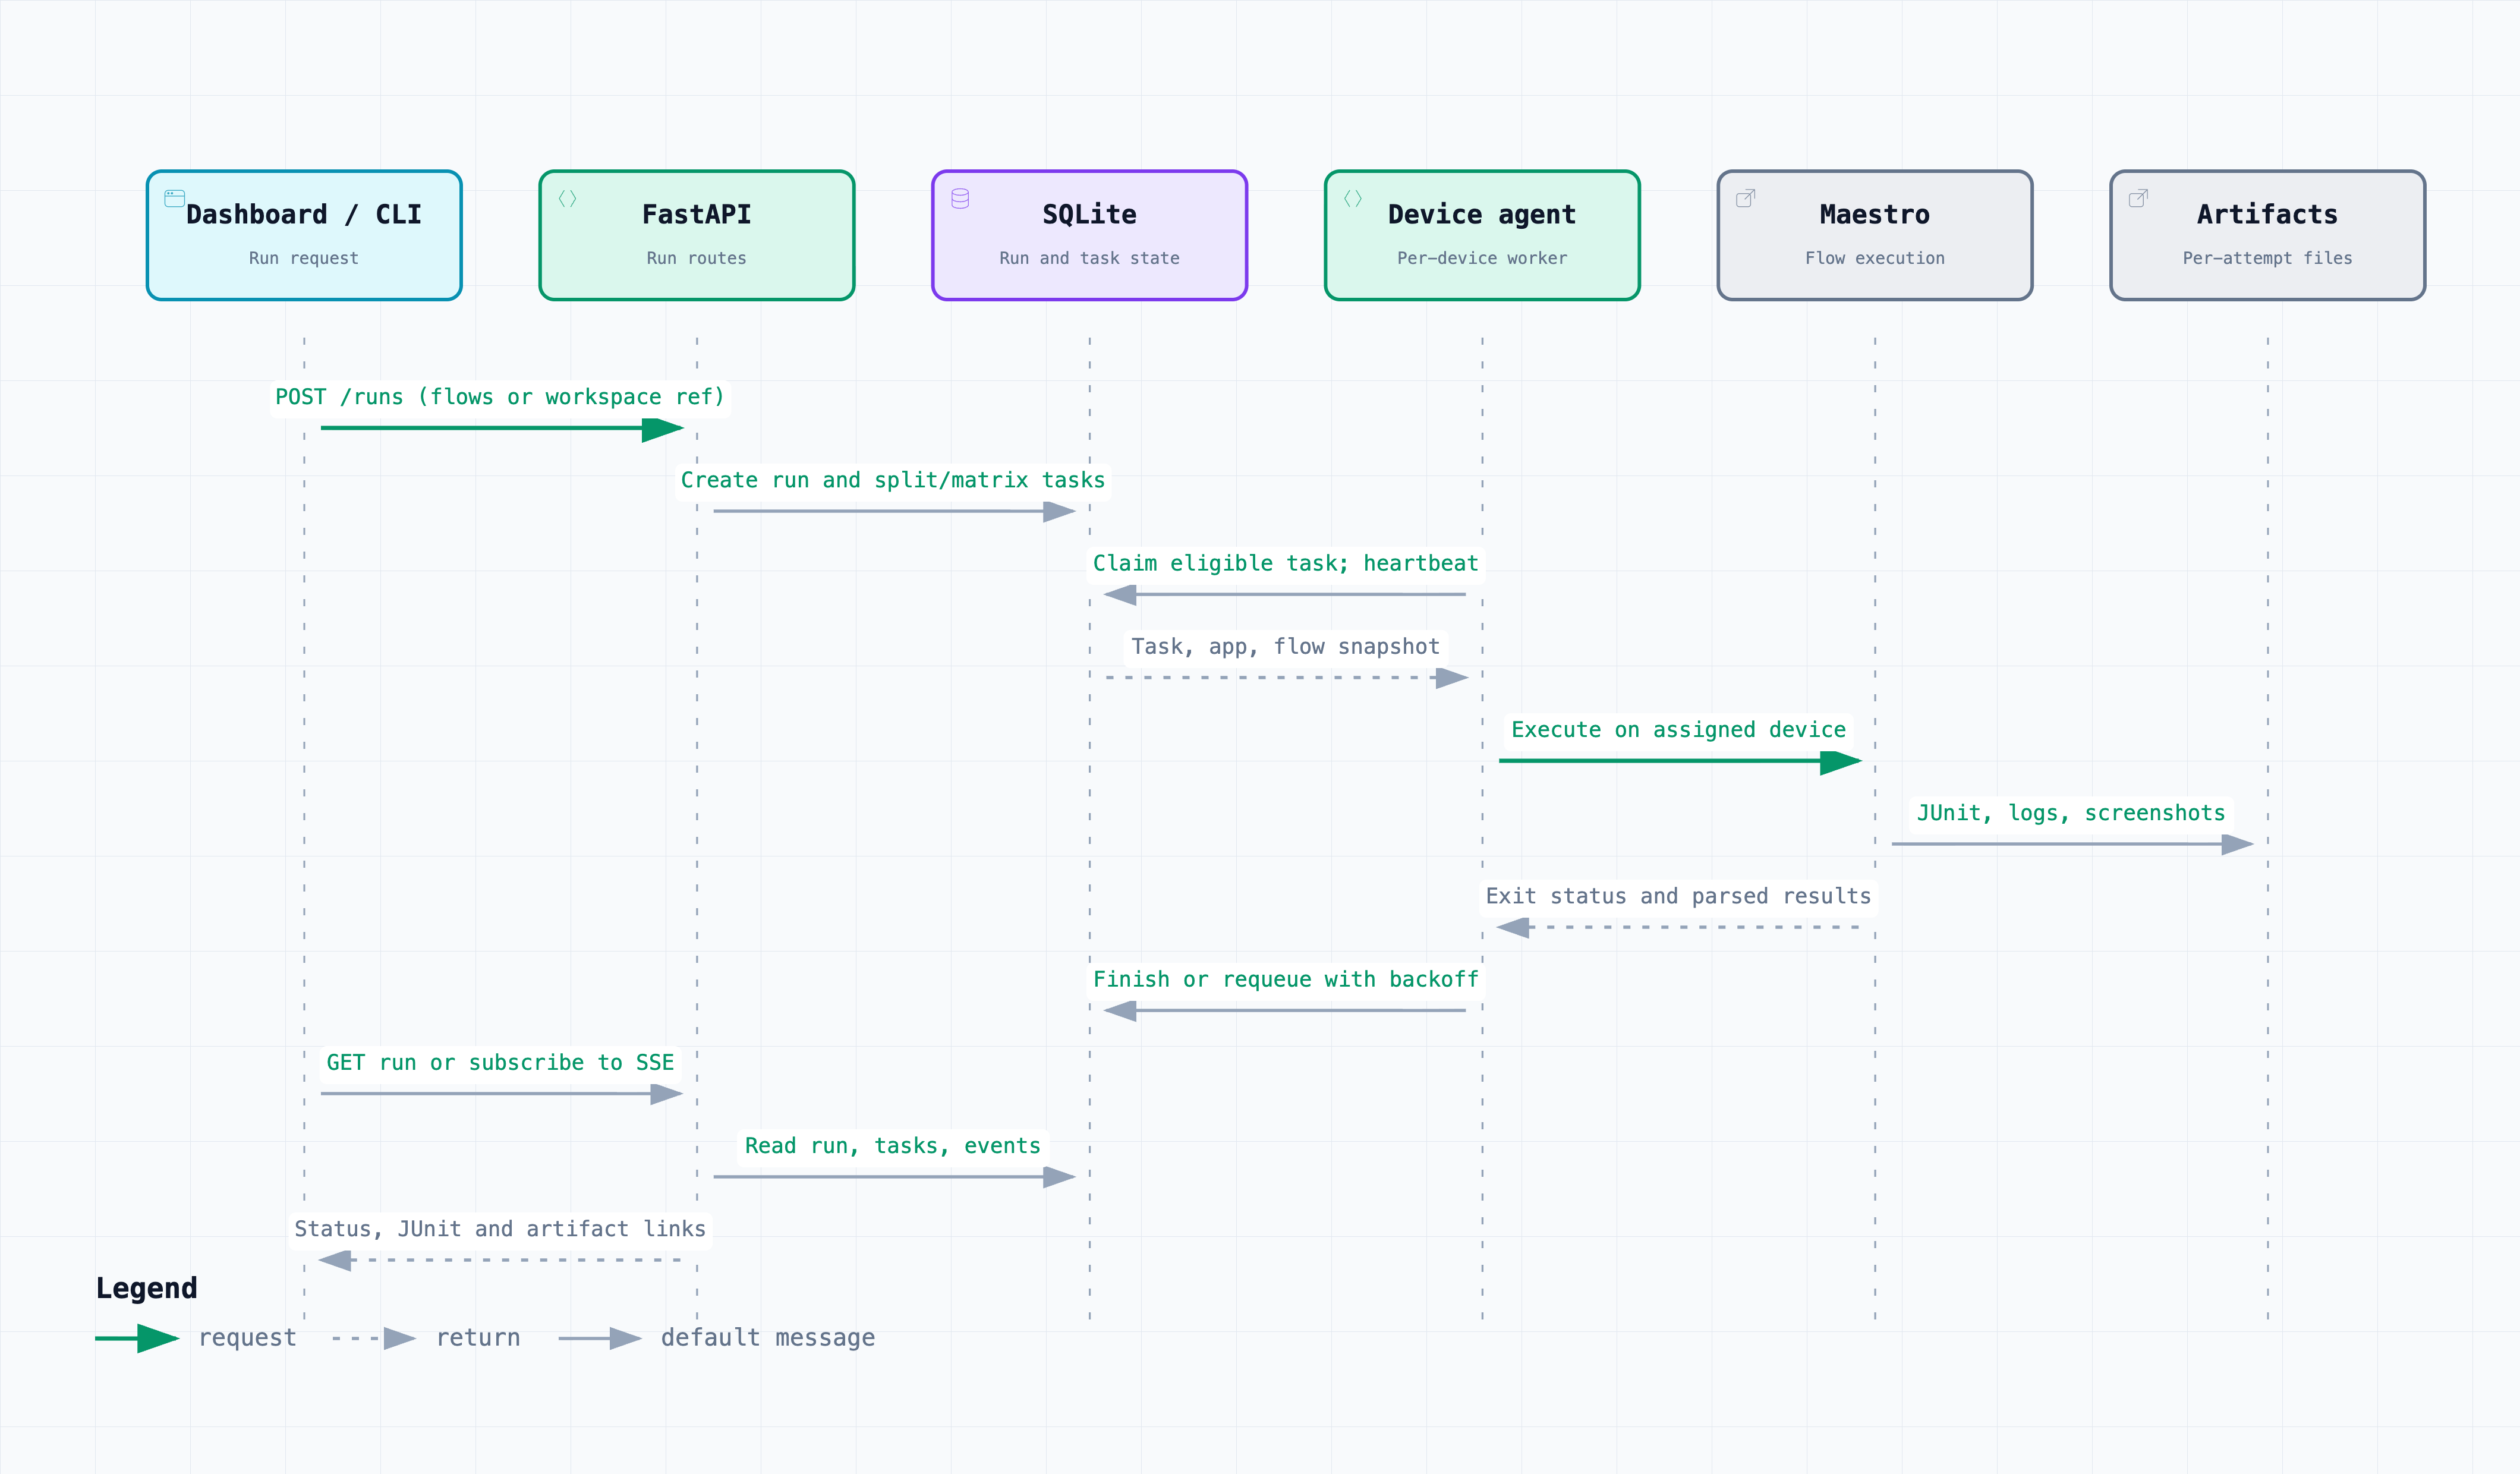 Dashboard / CLI
Run request
FastAPI
Run routes
SQLite
Run and task state
Device agent
Per-device worker
Maestro
Flow execution
Artifacts
Per-attempt files
POST /runs (flows or workspace ref)
Create run and split/matrix tasks
Claim eligible task; heartbeat
Task, app, flow snapshot
Execute on assigned device
JUnit, logs, screenshots
Exit status and parsed results
Finish or requeue with backoff
GET run or subscribe to SSE
Read run, tasks, events
Status, JUnit and artifact links
Legend
request
return
default message